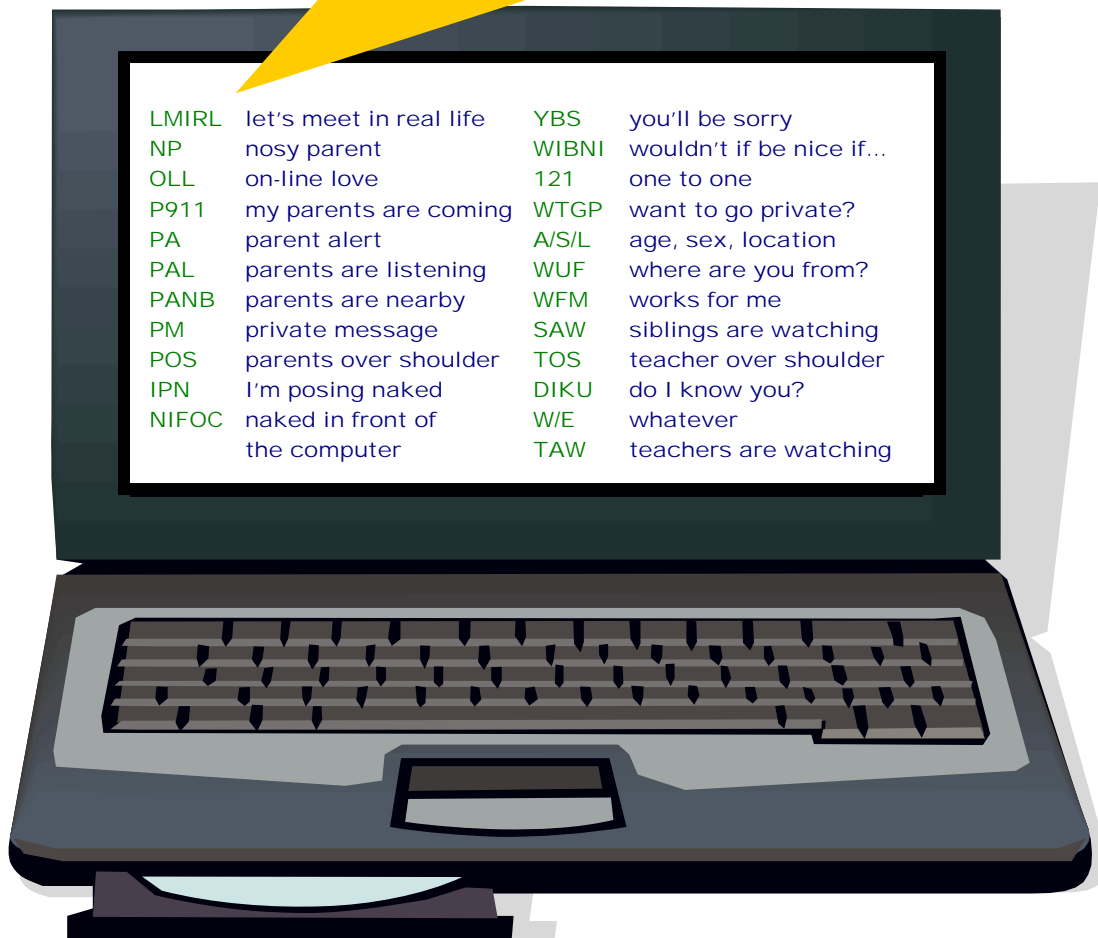 LMIRL let's meet in real life
NP nosy parent
OLL on-line love
P911 my parents are coming
PA parent alert
PAL parents are listening
PANB parents are nearby
PM private message
POS parents over shoulder
IPN I'm posing naked
NIFOC naked in front of
the computer
YBS you'll be sorry
WIBNI wouldn't if be nice if...
121 one to one
WTGP want to go private?
A/S/L age, sex, location
WUF where are you from?
WFM works for me
SAW siblings are watching
TOS teacher over shoulder
DIKU do I know you?
W/E whatever
TAW teachers are watching